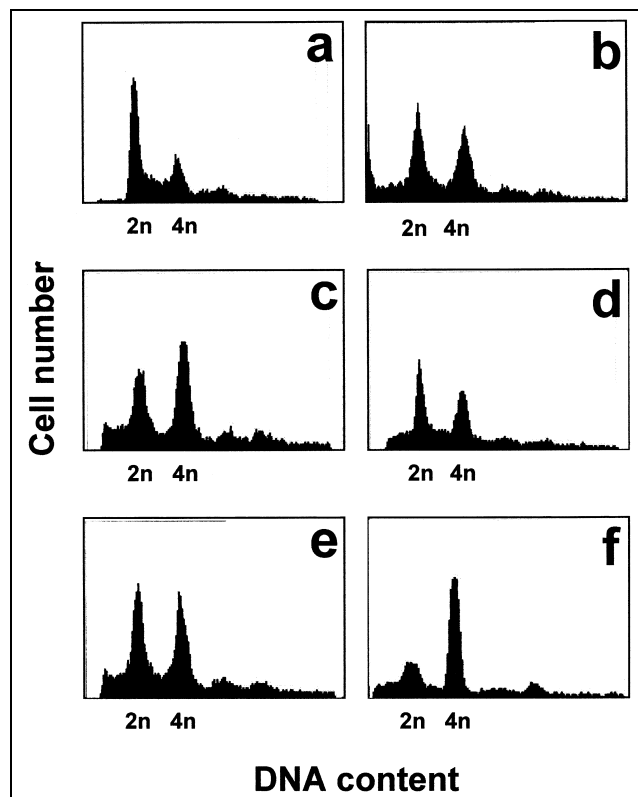 a
b
2n 4n
2n 4n
c
d
2n 4n
2n 4n
e
f
2n 4n
2n 4n
Cell number
DNA content